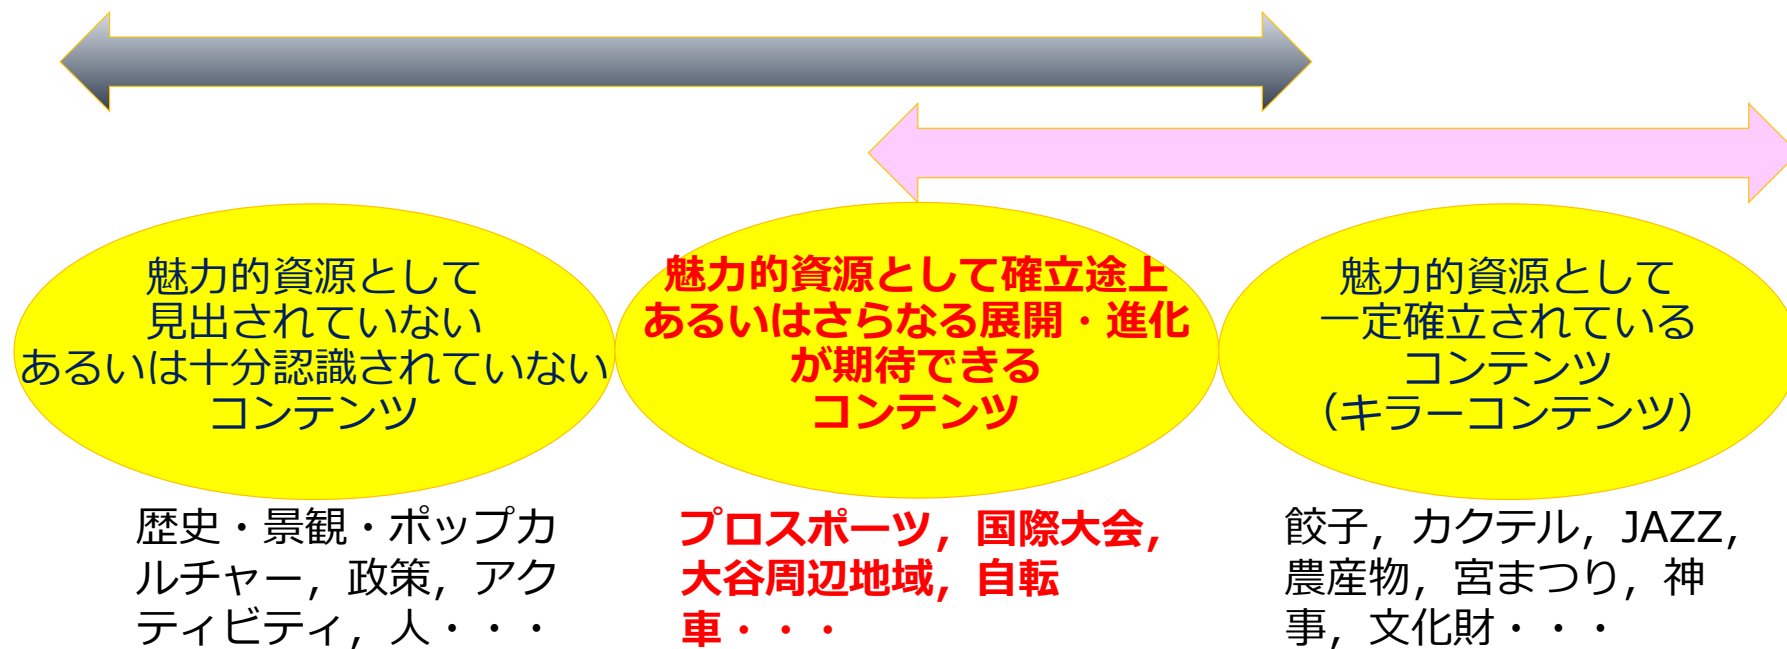 魅力的資源として
見出されていない
あるいは十分認識されていない
コンテンツ
魅力的資源として確立途上
あるいはさらなる展開・進化
が期待できる
コンテンツ
魅力的資源として
一定確立されている
コンテンツ
（キラーコンテンツ）
歴史・景観・ポップカ
ルチャー，政策，アク
ティビティ，人・・・
プロスポーツ，国際大会，
大谷周辺地域，自転
車・・・
餃子，カクテル，JAZZ，
農産物，宮まつり，神
事，文化財・・・